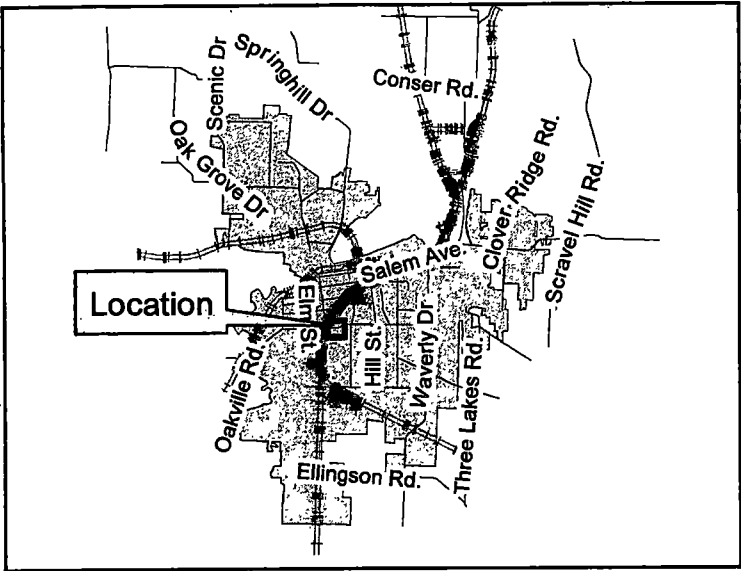 Scenic Dr
Springhill Dr
Conser Rd.
Oak Grove Dr
Clover Ridge Rd.
Scravel Hill Rd.
Salem Ave.
Location
Elm St.
Hill St.
Waverly Dr
Oakville Rd.
Three Lakes Rd.
Ellingson Rd.